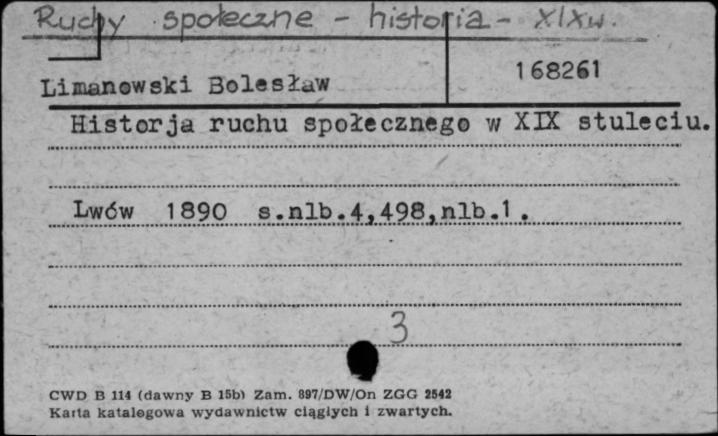 Ruchy społeczne - historia - XIX w.
Limanowski Bolesław
168261
Historja ruchu społecznego w XIX stuleciu.
Lwów 1890 s.nlb.4,498,nlb.1.
3
CWD B 114 (dawny B 15b) Zam. 897/DW/On ZGG 2542
Karta katalogowa wydawnictw ciągłych i zwartych.